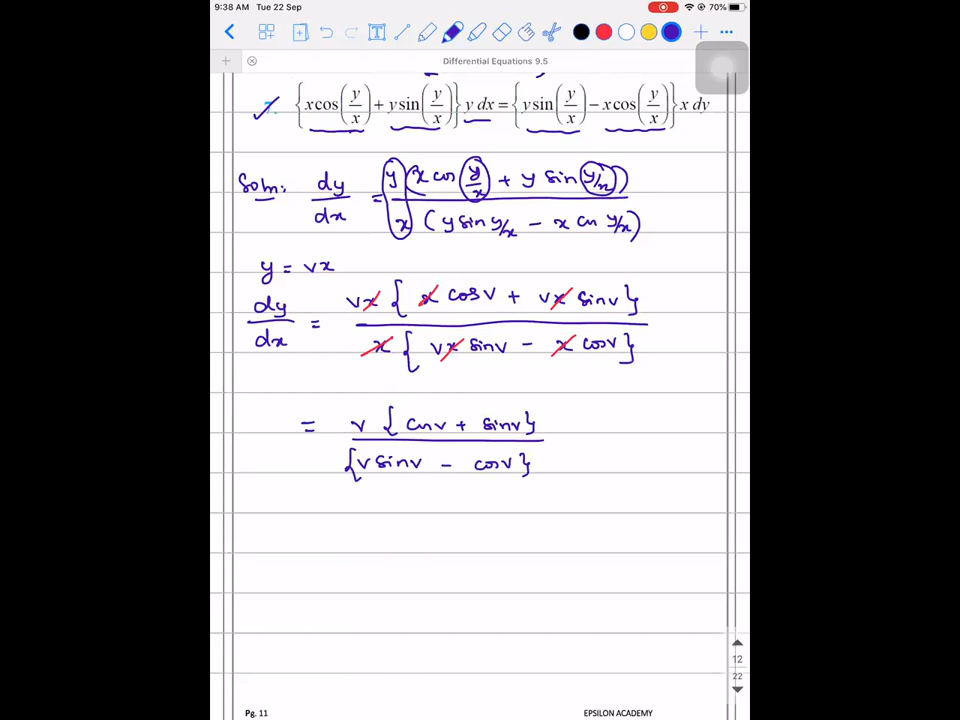 9:38 AM Tue 22 Sep 70%
Differential Equations 9.5
7. {x cos(y/x) + y sin(y/x)} y dx = {y sin(y/x) − x cos(y/x)} x dy
Soln: dy/dx = y (x cos y/x + y sin (y/x)) / x (y sin y/x − x cos y/x)
y = vx
dy/dx = vx { x cos v + vx sin v } / x { vx sin v − x cos v }
= v { cos v + sin v } / { v sin v − cos v }
12
22
Pg. 11 EPSILON ACADEMY